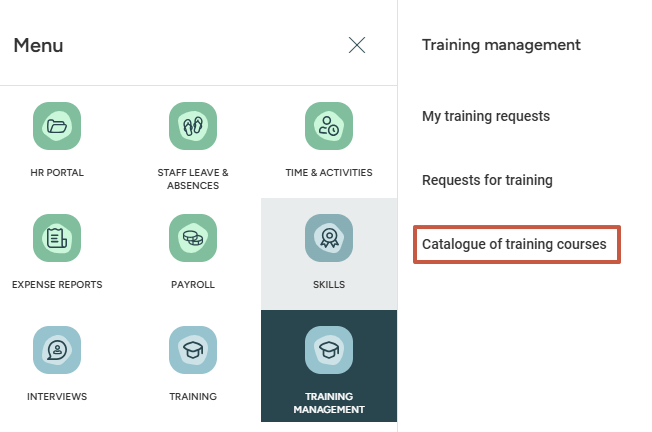 Menu
HR PORTAL
STAFF LEAVE &
ABSENCES
TIME & ACTIVITIES
EXPENSE REPORTS
PAYROLL
SKILLS
INTERVIEWS
TRAINING
TRAINING
MANAGEMENT
Training management
My training requests
Requests for training
Catalogue of training courses